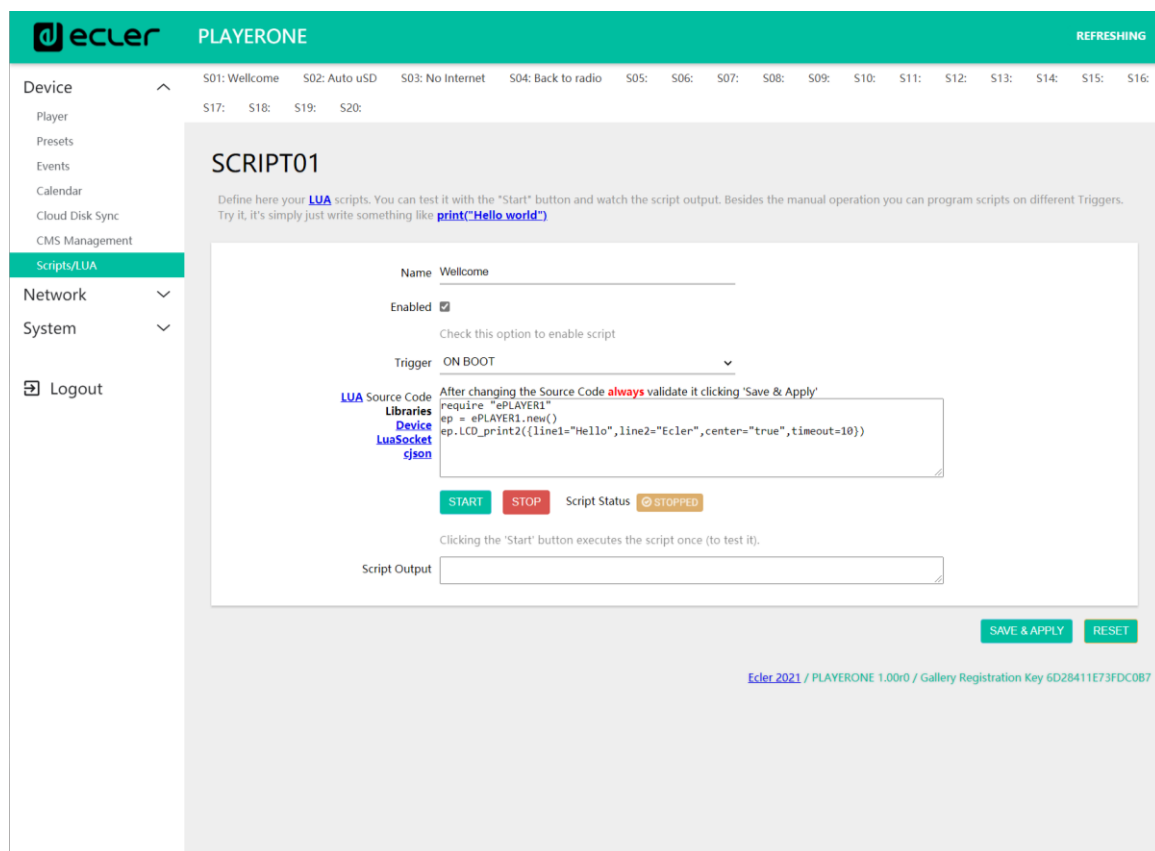 ecler
PLAYERONE
REFRESHING
Device
Player
Presets
Events
Calendar
Cloud Disk Sync
CMS Management
Scripts/LUA
Network
System
Logout
S01: Wellcome S02: Auto uSD S03: No Internet S04: Back to radio S05: S06: S07: S08: S09: S10: S11: S12: S13: S14: S15: S16:
S17: S18: S19: S20:
SCRIPT01
Define here your LUA scripts. You can test it with the "Start" button and watch the script output. Besides the manual operation you can program scripts on different Triggers.
Try it, it's simply just write something like print("Hello world")
Name Wellcome
Enabled
Check this option to enable script
Trigger ON BOOT
After changing the Source Code always validate it clicking 'Save & Apply'
LUA Source Code
Libraries
Device
LuaSocket
cjson
require "ePLAYER1"
ep = ePLAYER1.new()
ep.LCD_print2({line1="Hello",line2="Ecler",center="true",timeout=10})
START STOP Script Status STOPPED
Clicking the 'Start' button executes the script once (to test it).
Script Output
SAVE & APPLY RESET
Ecler 2021 / PLAYERONE 1.00r0 / Gallery Registration Key 6D28411E73FDC0B7